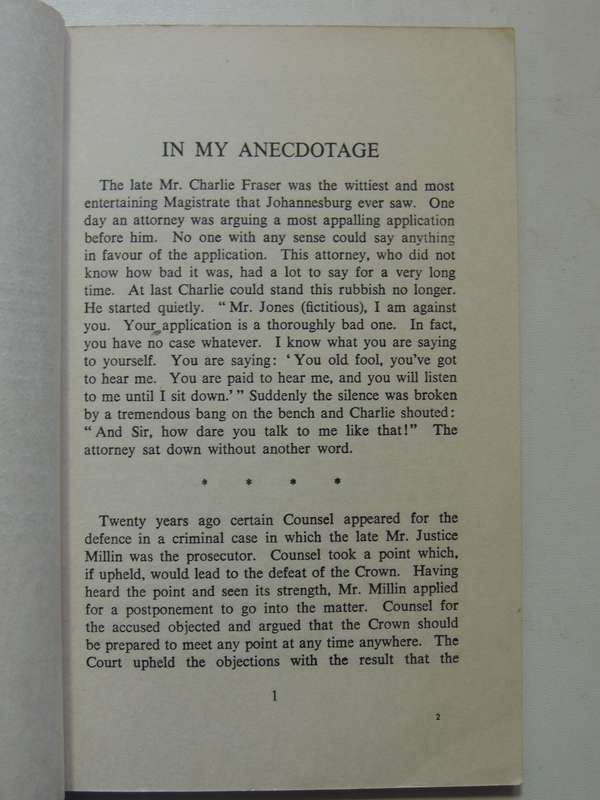 IN MY ANECDOTAGE
The late Mr. Charlie Fraser was the wittiest and most
entertaining Magistrate that Johannesburg ever saw. One
day an attorney was arguing a most appalling application
before him. No one with any sense could say anything
in favour of the application. This attorney, who did not
know how bad it was, had a lot to say for a very long
time. At last Charlie could stand this rubbish no longer.
He started quietly. “Mr. Jones (fictitious), I am against
you. Your application is a thoroughly bad one. In fact,
you have no case whatever. I know what you are saying
to yourself. You are saying: ‘You old fool, you've got
to hear me. You are paid to hear me, and you will listen
to me until I sit down.’” Suddenly the silence was broken
by a tremendous bang on the bench and Charlie shouted:
“And Sir, how dare you talk to me like that!” The
attorney sat down without another word.
* * * *
Twenty years ago certain Counsel appeared for the
defence in a criminal case in which the late Mr. Justice
Millin was the prosecutor. Counsel took a point which,
if upheld, would lead to the defeat of the Crown. Having
heard the point and seen its strength, Mr. Millin applied
for a postponement to go into the matter. Counsel for
the accused objected and argued that the Crown should
be prepared to meet any point at any time anywhere. The
Court upheld the objections with the result that the
1
2